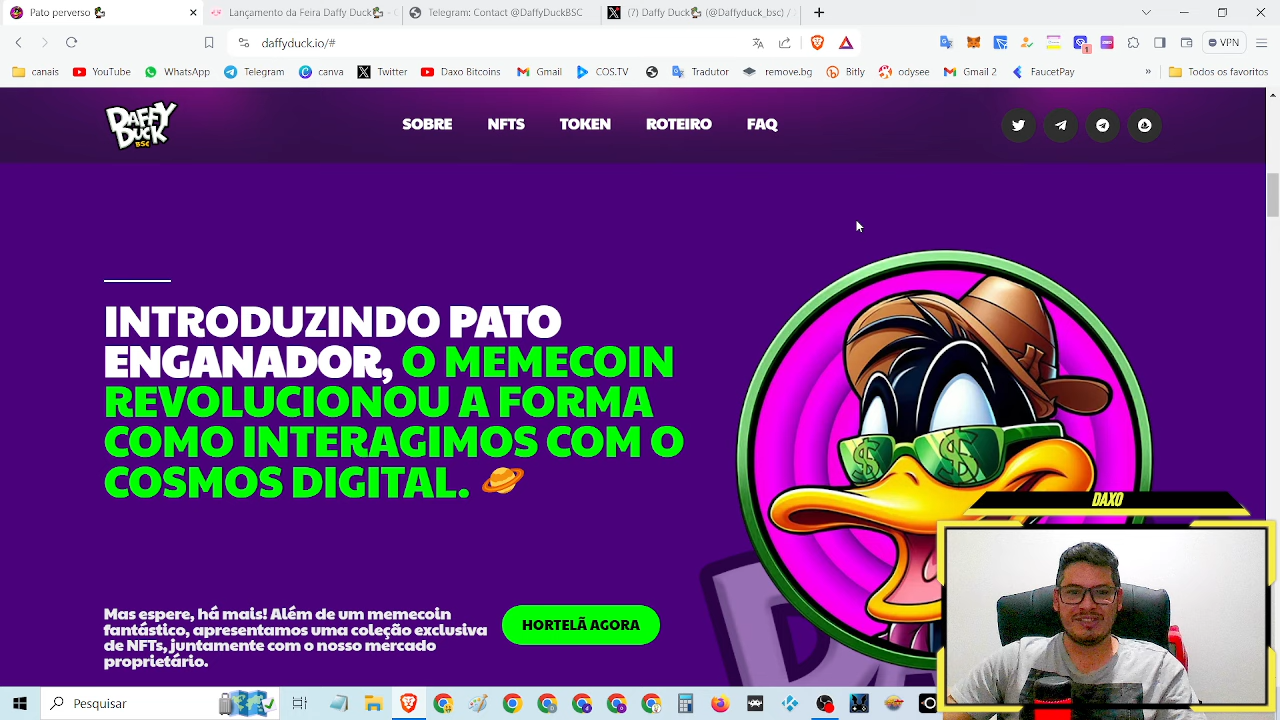 Pato perverso
Lançamento da Feira Daffy Duck
Telegram: Contact @DaffyDuckBSC
(7) Daffy Duck (@Daffyduck_bsc) /
daffyduck.io/#
VPN
canais
YouTube
WhatsApp
Telegram
canva
Twitter
Daxo Bitcoins
Gmail
COS.TV
Tradutor
remove.bg
Bitly
odysee
Gmail 2
FaucetPay
»
Todos os favoritos
DAFFY
DUCK
BSC
SOBRE
NFTS
TOKEN
ROTEIRO
FAQ
INTRODUZINDO PATO
ENGANADOR, O MEMECOIN
REVOLUCIONOU A FORMA
COMO INTERAGIMOS COM O
COSMOS DIGITAL.
Mas espere, há mais! Além de um memecoin
fantástico, apresentamos uma coleção exclusiva
de NFTs, juntamente com o nosso mercado
proprietário.
HORTELÃ AGORA
DAXO
Pesquisar